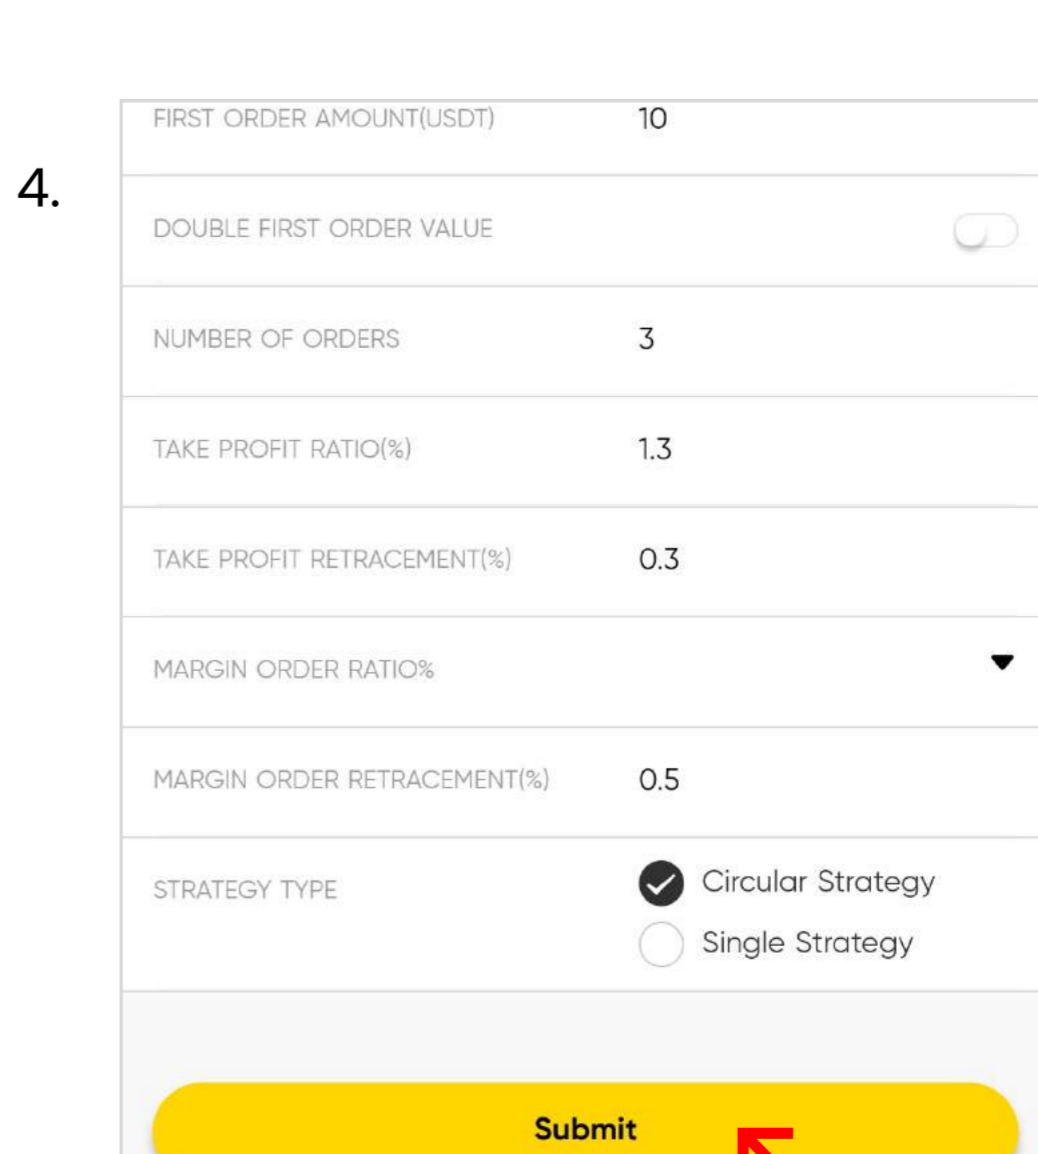 FIRST ORDER AMOUNT(USDT) 10
4.
DOUBLE FIRST ORDER VALUE
NUMBER OF ORDERS 3
TAKE PROFIT RATIO(%) 1.3
TAKE PROFIT RETRACEMENT(%) 0.3
MARGIN ORDER RATIO%
MARGIN ORDER RETRACEMENT(%) 0.5
STRATEGY TYPE Circular Strategy
Single Strategy
Submit